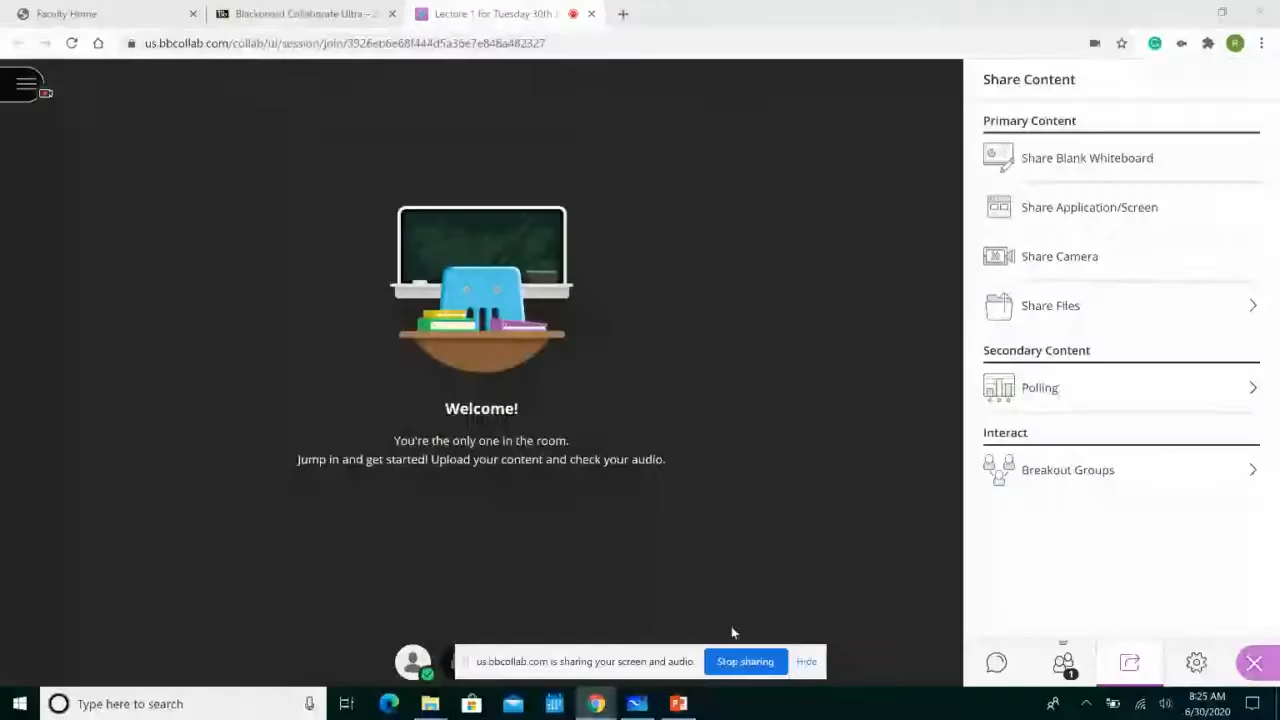 Faculty Home
Blackboard Collaborate Ultra –
Lecture 1 for Tuesday 30th
us.bbcollab.com/collab/ui/session/join/
R
Share Content
Primary Content
Share Blank Whiteboard
Share Application/Screen
Share Camera
Share Files
Secondary Content
Polling
Interact
Breakout Groups
Welcome!
You're the only one in the room.
Jump in and get started! Upload your content and check your audio.
us.bbcollab.com is sharing your screen and audio.
Stop sharing
Hide
1
Type here to search
8:25 AM
6/30/2020